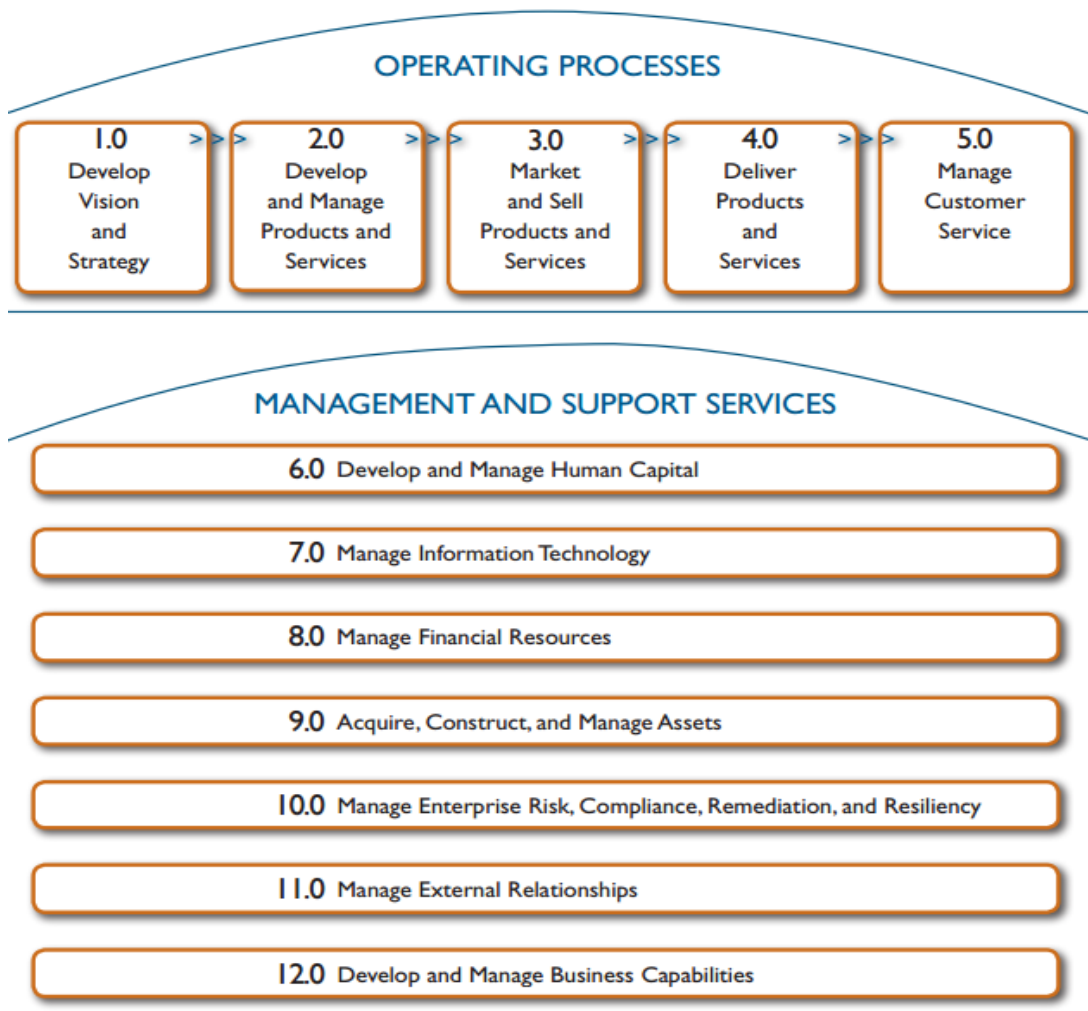 OPERATING PROCESSES
1.0 > > >
Develop
Vision
and
Strategy
2.0 > > >
Develop
and Manage
Products and
Services
3.0 > > >
Market
and Sell
Products and
Services
4.0 > > >
Deliver
Products
and
Services
5.0
Manage
Customer
Service
MANAGEMENT AND SUPPORT SERVICES
6.0 Develop and Manage Human Capital
7.0 Manage Information Technology
8.0 Manage Financial Resources
9.0 Acquire, Construct, and Manage Assets
10.0 Manage Enterprise Risk, Compliance, Remediation, and Resiliency
11.0 Manage External Relationships
12.0 Develop and Manage Business Capabilities